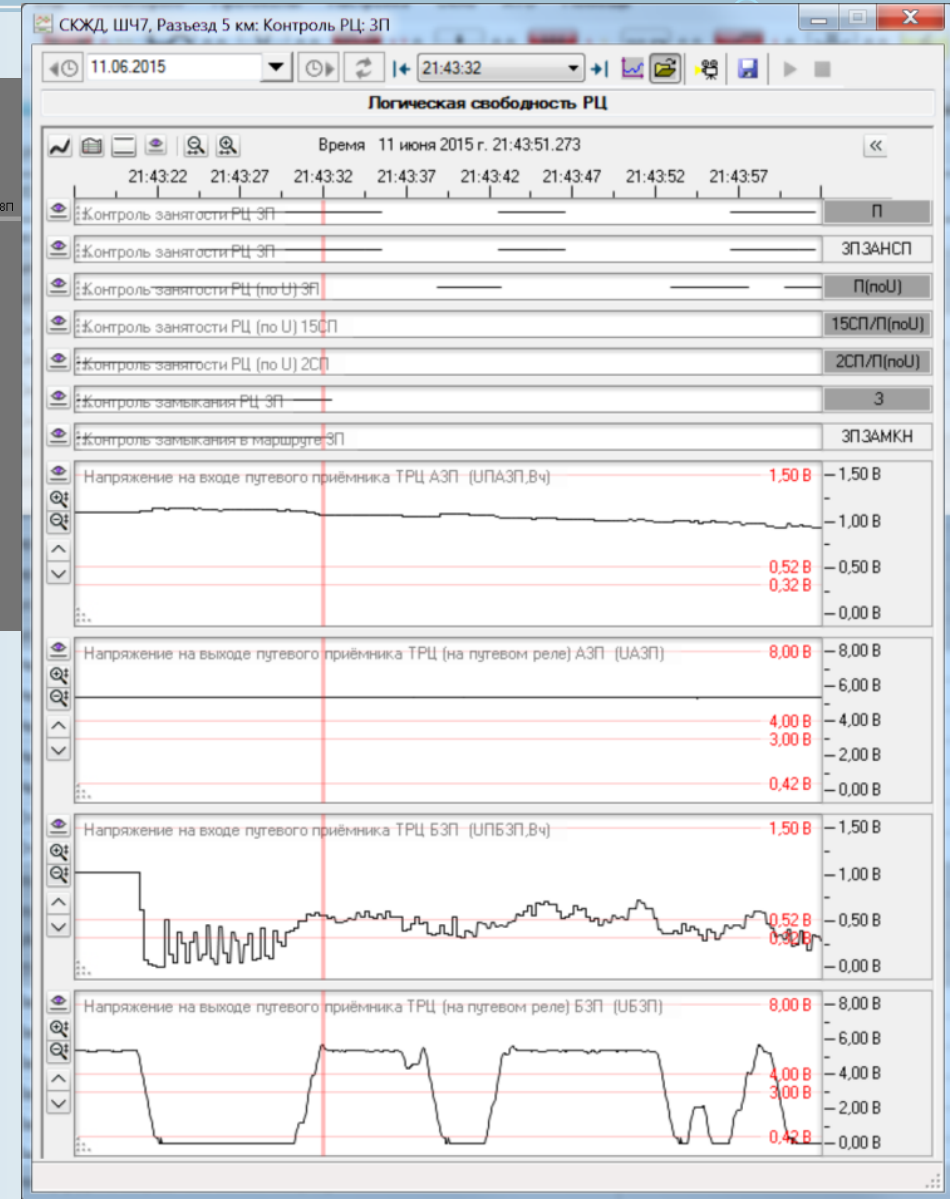 СКЖД, ШЧ7, Разъезд 5 км: Контроль РЦ: 3П
11.06.2015 21:43:32
Логическая свободность РЦ
Время 11 июня 2015 г. 21:43:51.273
21:43:22 21:43:27 21:43:32 21:43:37 21:43:42 21:43:47 21:43:52 21:43:57
8П
Контроль занятости РЦ 3П П
Контроль занятости РЦ 3П 3П3АНСП
Контроль занятости РЦ (по U) 3П П(поU)
Контроль занятости РЦ (по U) 15СП 15СП/П(поU)
Контроль занятости РЦ (по U) 2СП 2СП/П(поU)
Контроль замыкания РЦ 3П З
Контроль замыкания в маршруте 3П 3П3АМКН
Напряжение на входе путевого приёмника ТРЦ А3П (UПА3П,Вч) 1,50 В 1,50 В
1,00 В
0,52 В 0,50 В
0,32 В
0,00 В
Напряжение на выходе путевого приёмника ТРЦ (на путевом реле) А3П (UА3П) 8,00 В 8,00 В
6,00 В
4,00 В 4,00 В
3,00 В
2,00 В
0,42 В 0,00 В
Напряжение на входе путевого приёмника ТРЦ Б3П (UПБ3П,Вч) 1,50 В 1,50 В
1,00 В
0,52 В 0,50 В
0,32 В
0,00 В
Напряжение на выходе путевого приёмника ТРЦ (на путевом реле) Б3П (UБ3П) 8,00 В 8,00 В
6,00 В
4,00 В 4,00 В
3,00 В
2,00 В
0,42 В 0,00 В